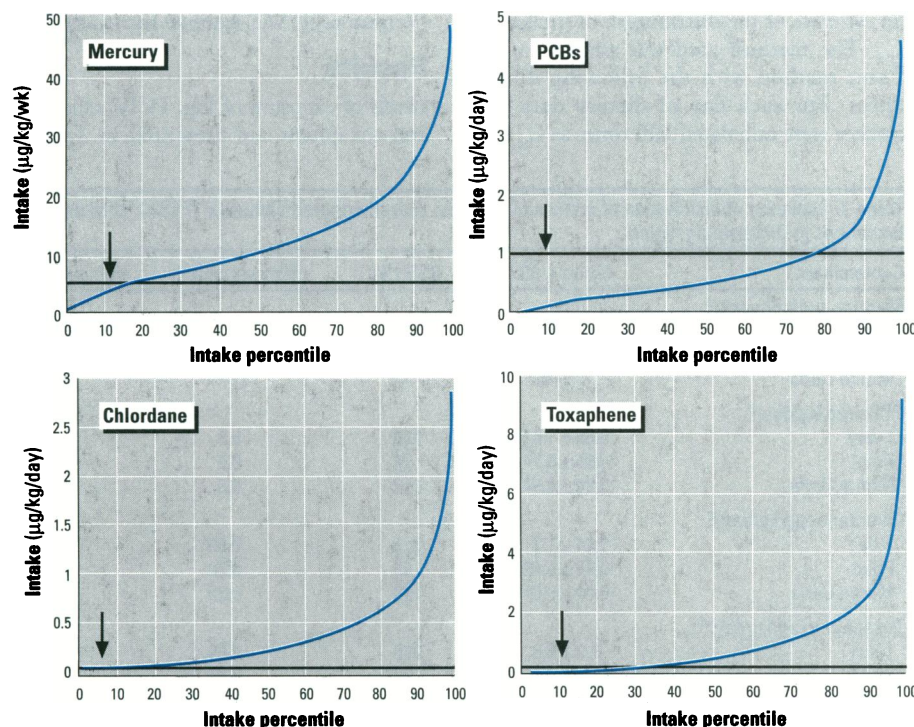 Mercury
Intake (µg/kg/wk)
50
40
30
20
10
0
0 10 20 30 40 50 60 70 80 90 100
Intake percentile
PCBs
Intake (µg/kg/day)
5
4
3
2
1
0
0 10 20 30 40 50 60 70 80 90 100
Intake percentile
Chlordane
Intake (µg/kg/day)
3
2.5
2
1.5
1
0.5
0
0 10 20 30 40 50 60 70 80 90 100
Intake percentile
Toxaphene
Intake (µg/kg/day)
10
8
6
4
2
0
0 10 20 30 40 50 60 70 80 90 100
Intake percentile